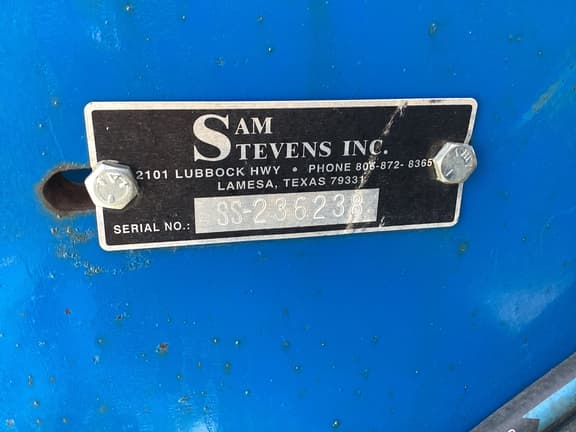 SAM
STEVENS INC.
2101 LUBBOCK HWY • PHONE 806-872-8365
LAMESA, TEXAS 79331
SERIAL NO.: SS-236238